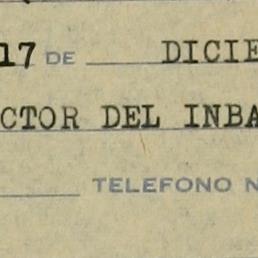 17 DE DICIE
CTOR DEL INBA
TELEFONO N